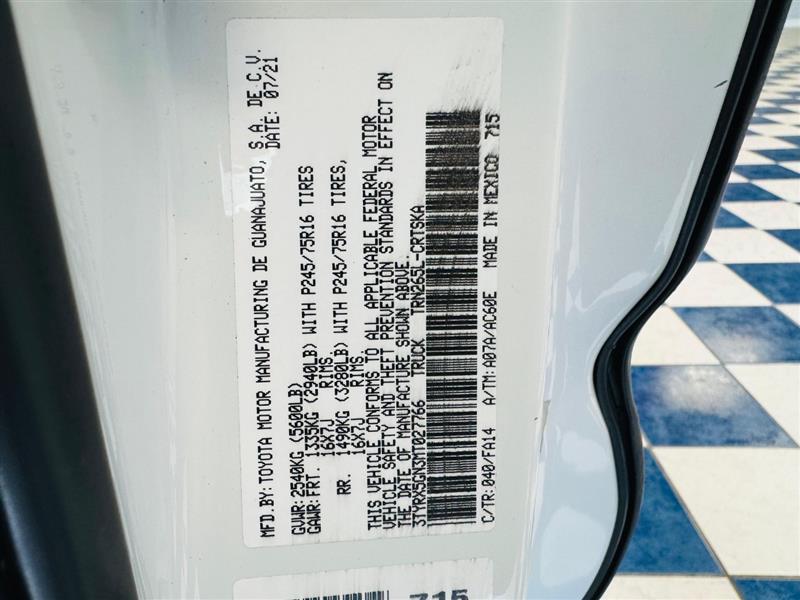 MFD.BY:TOYOTA MOTOR MANUFACTURING DE GUANAJUATO, S.A. DE C.V.
DATE: 07/21
GVWR:2540KG (5600LB)
GAWR:FRT. 1335KG (2940LB) WITH P245/75R16 TIRES
16X7J RIMS,
RR. 1490KG (3280LB) WITH P245/75R16 TIRES,
16X7J RIMS,
THIS VEHICLE CONFORMS TO ALL APPLICABLE FEDERAL MOTOR
VEHICLE SAFETY AND THEFT PREVENTION STANDARDS IN EFFECT ON
THE DATE OF MANUFACTURE SHOWN ABOVE.
3TYRX5GN3MT027766 TRUCK TRN265L-CRTSKA
C/TR:040/FA14 A/TM:A07A/AC60E MADE IN MEXICO 715
715